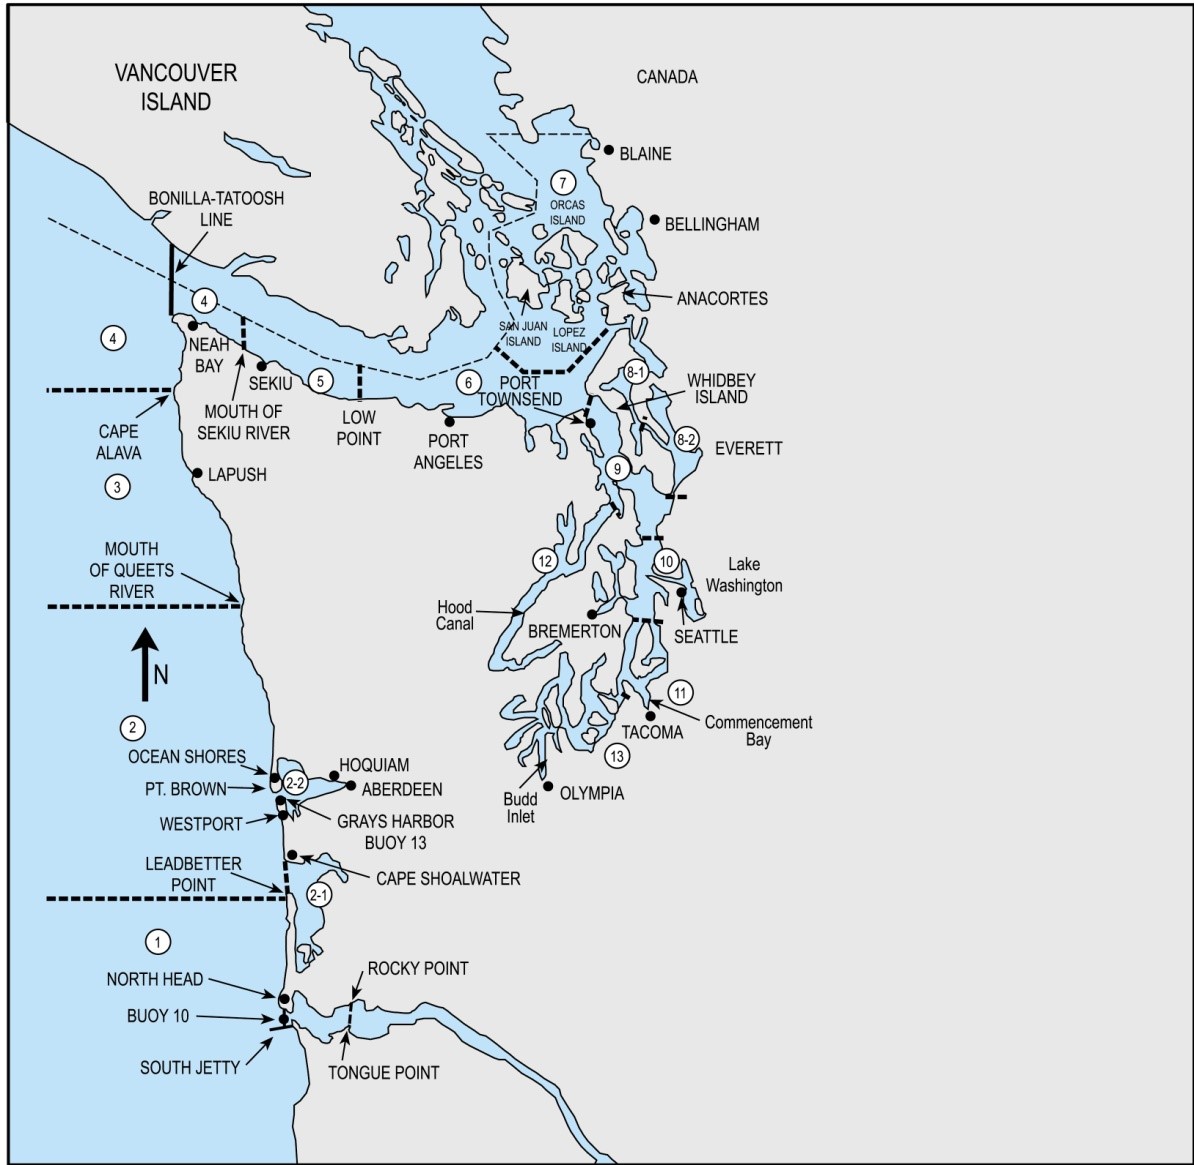 VANCOUVER
ISLAND
CANADA
BLAINE
7
ORCAS
ISLAND
BONILLA-TATOOSH
LINE
BELLINGHAM
4
ANACORTES
4
NEAH
BAY
SAN JUAN
ISLAND
LOPEZ
ISLAND
SEKIU
5
6
PORT
TOWNSEND
8-1
WHIDBEY
ISLAND
MOUTH OF
SEKIU RIVER
LOW
POINT
PORT
ANGELES
CAPE
ALAVA
8-2
EVERETT
LAPUSH
3
9
MOUTH
OF QUEETS
RIVER
12
10
Lake
Washington
Hood
Canal
BREMERTON
SEATTLE
N
11
2
TACOMA
Commencement
Bay
13
OCEAN SHORES
HOQUIAM
2-2
PT. BROWN
ABERDEEN
Budd
Inlet
OLYMPIA
WESTPORT
GRAYS HARBOR
BUOY 13
LEADBETTER
POINT
CAPE SHOALWATER
2-1
1
NORTH HEAD
ROCKY POINT
BUOY 10
SOUTH JETTY
TONGUE POINT